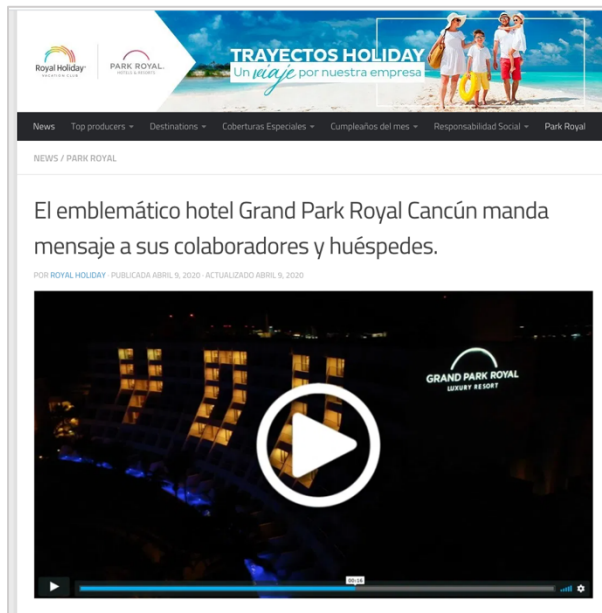 Royal Holiday
VACATION CLUB
PARK ROYAL
HOTELS & RESORTS
TRAYECTOS HOLIDAY
Un viaje por nuestra empresa
News Top producers Destinations Coberturas Especiales Cumpleaños del mes Responsabilidad Social Park Royal
NEWS / PARK ROYAL
El emblemático hotel Grand Park Royal Cancún manda
mensaje a sus colaboradores y huéspedes.
POR ROYAL HOLIDAY · PUBLICADA ABRIL 9, 2020 · ACTUALIZADO ABRIL 9, 2020
GRAND PARK ROYAL
LUXURY RESORT
00:16